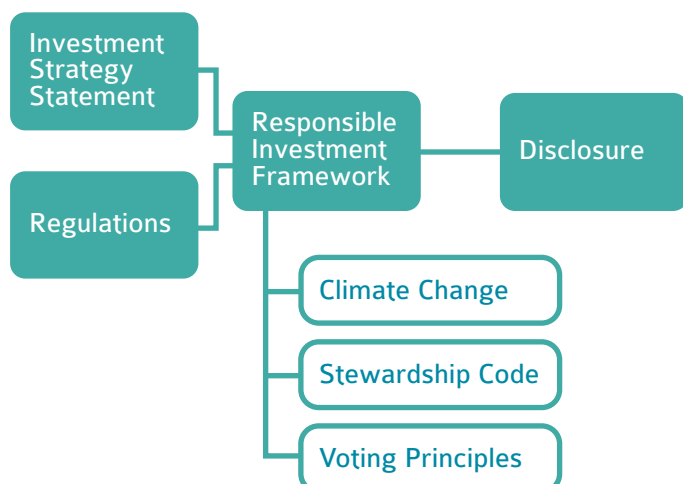 Investment
Strategy
Statement
Responsible
Investment
Framework
Disclosure
Regulations
Climate Change
Stewardship Code
Voting Principles